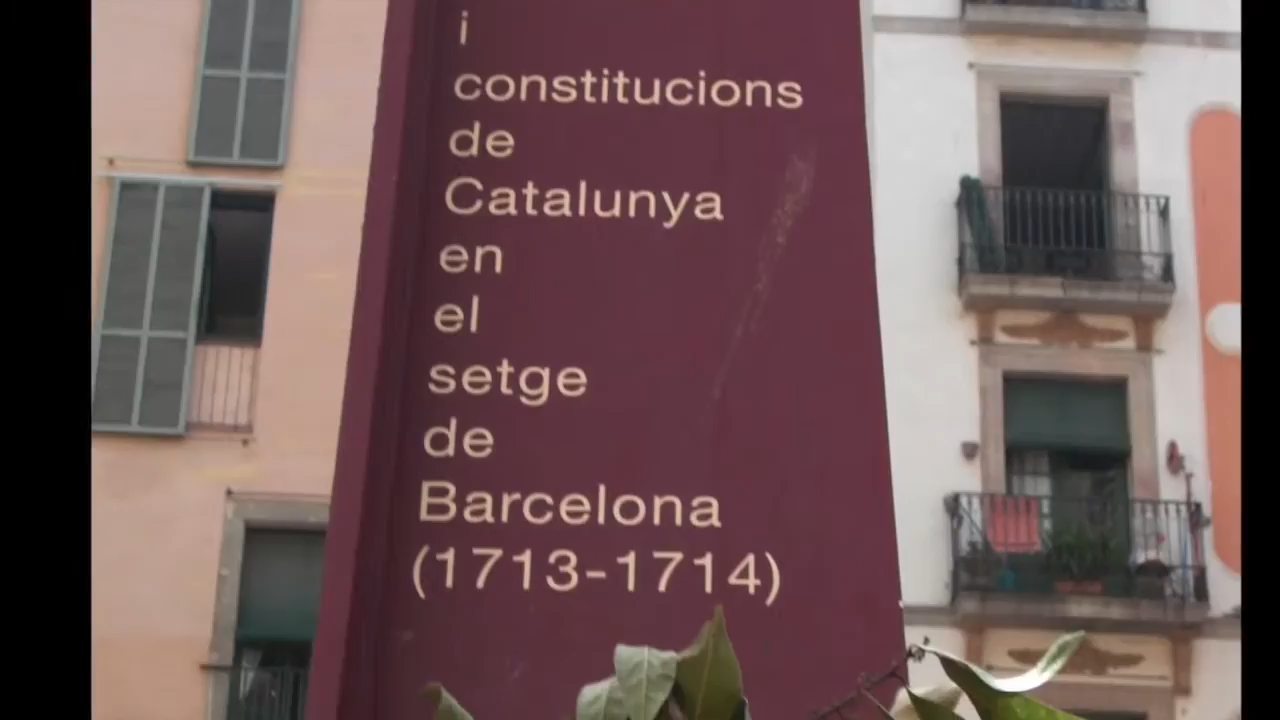 i
constitucions
de
Catalunya
en
el
setge
de
Barcelona
(1713-1714)